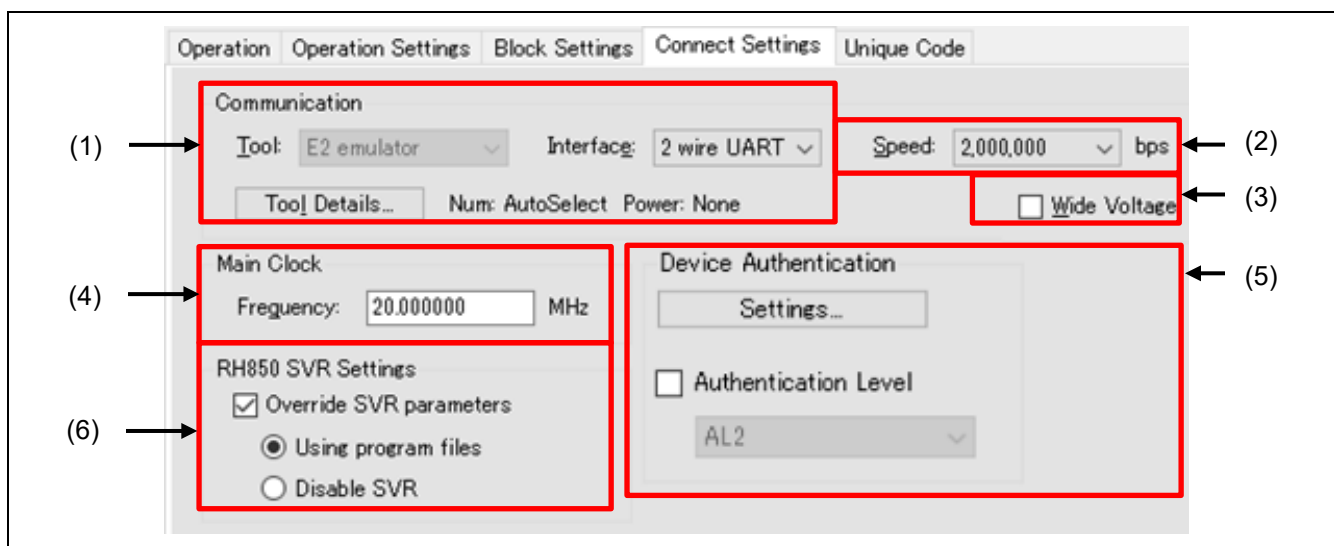 Operation Operation Settings Block Settings Connect Settings Unique Code
Communication
(1) Tool: E2 emulator Interface: 2 wire UART Speed: 2,000,000 bps (2)
Tool Details... Num: AutoSelect Power: None Wide Voltage (3)
Main Clock Device Authentication
(4) Frequency: 20.000000 MHz Settings... (5)
RH850 SVR Settings
Override SVR parameters Authentication Level
(6) Using program files AL2
Disable SVR